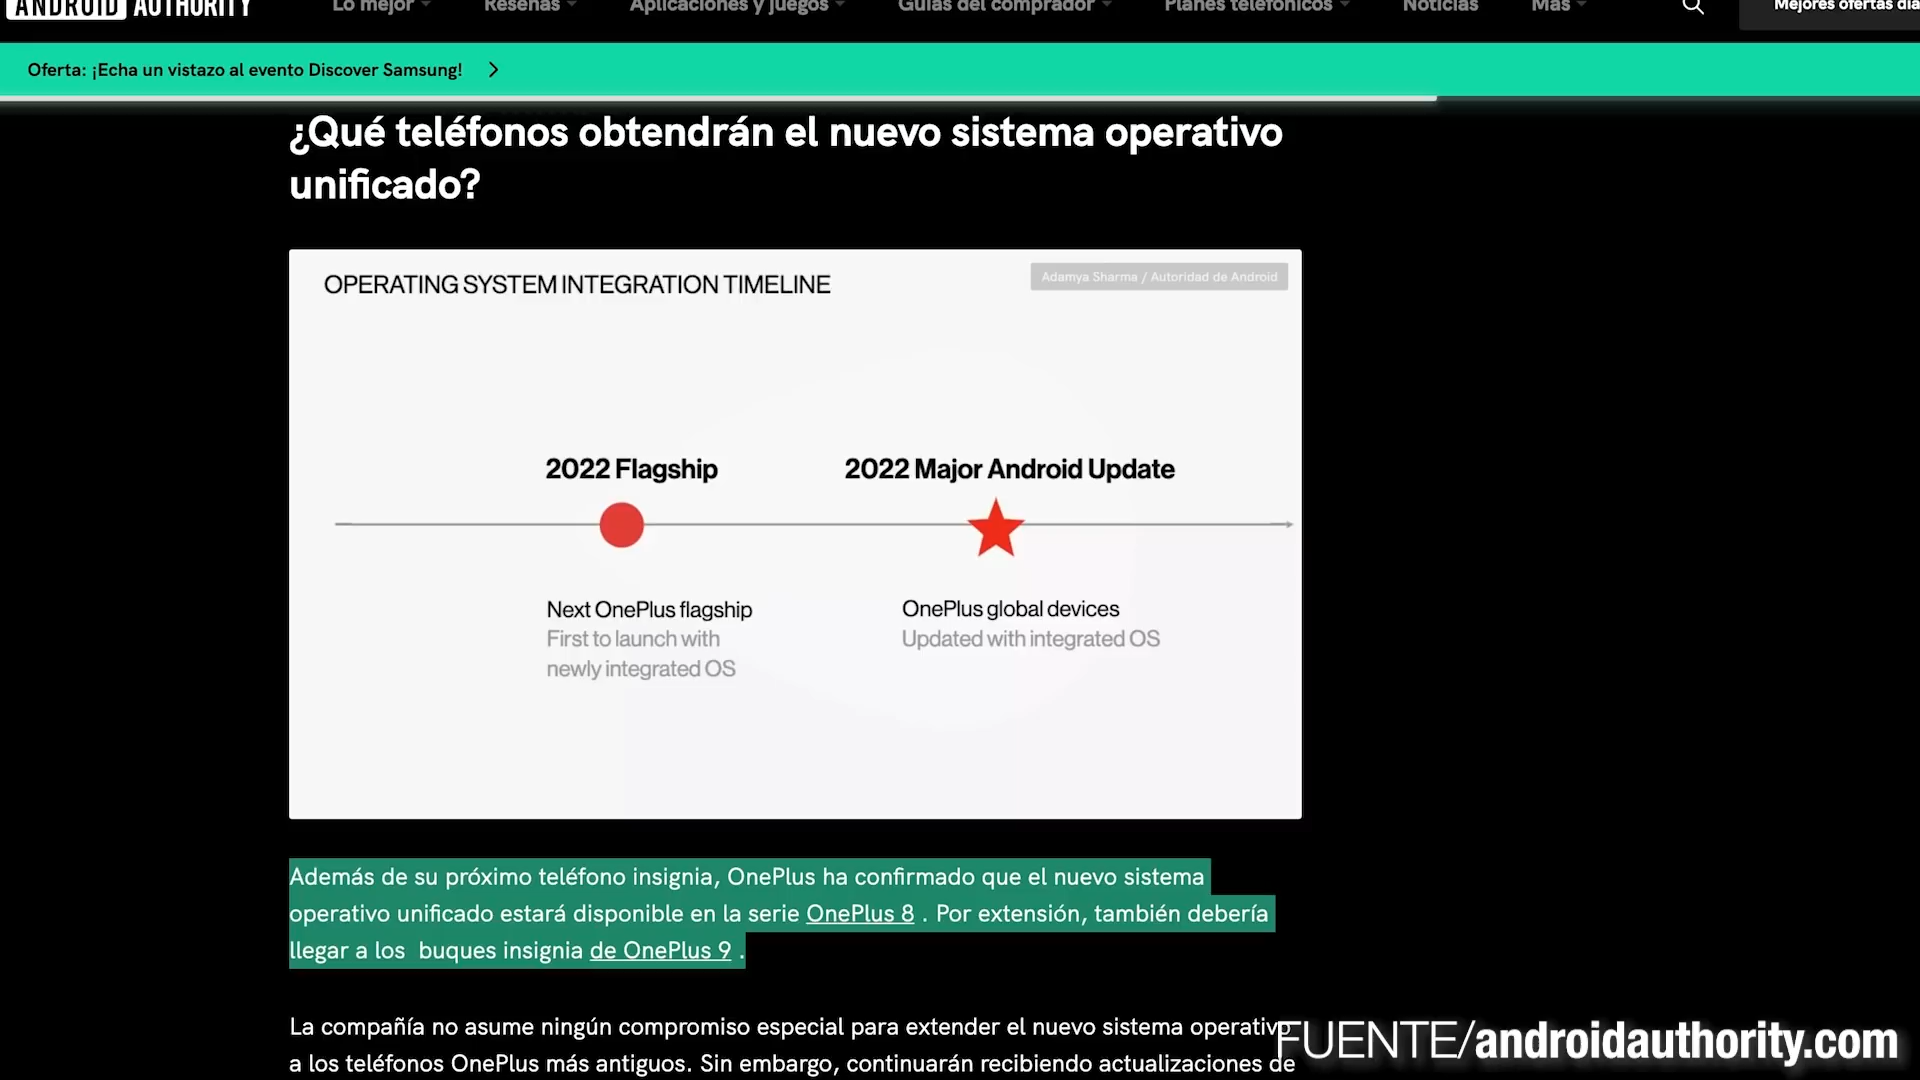 ANDROID AUTHORITY Lo mejor Reseñas Aplicaciones y juegos Guías del comprador Planes telefónicos Noticias Más Mejores ofertas
Oferta: ¡Echa un vistazo al evento Discover Samsung!
¿Qué teléfonos obtendrán el nuevo sistema operativo
unificado?
OPERATING SYSTEM INTEGRATION TIMELINE
Adamya Sharma / Autoridad de Android
2022 Flagship 2022 Major Android Update
Next OnePlus flagship OnePlus global devices
First to launch with Updated with integrated OS
newly integrated OS
Además de su próximo teléfono insignia, OnePlus ha confirmado que el nuevo sistema
operativo unificado estará disponible en la serie OnePlus 8 . Por extensión, también debería
llegar a los buques insignia de OnePlus 9 .
La compañía no asume ningún compromiso especial para extender el nuevo sistema operativo
a los teléfonos OnePlus más antiguos. Sin embargo, continuarán recibiendo actualizaciones de
FUENTE/androidauthority.com